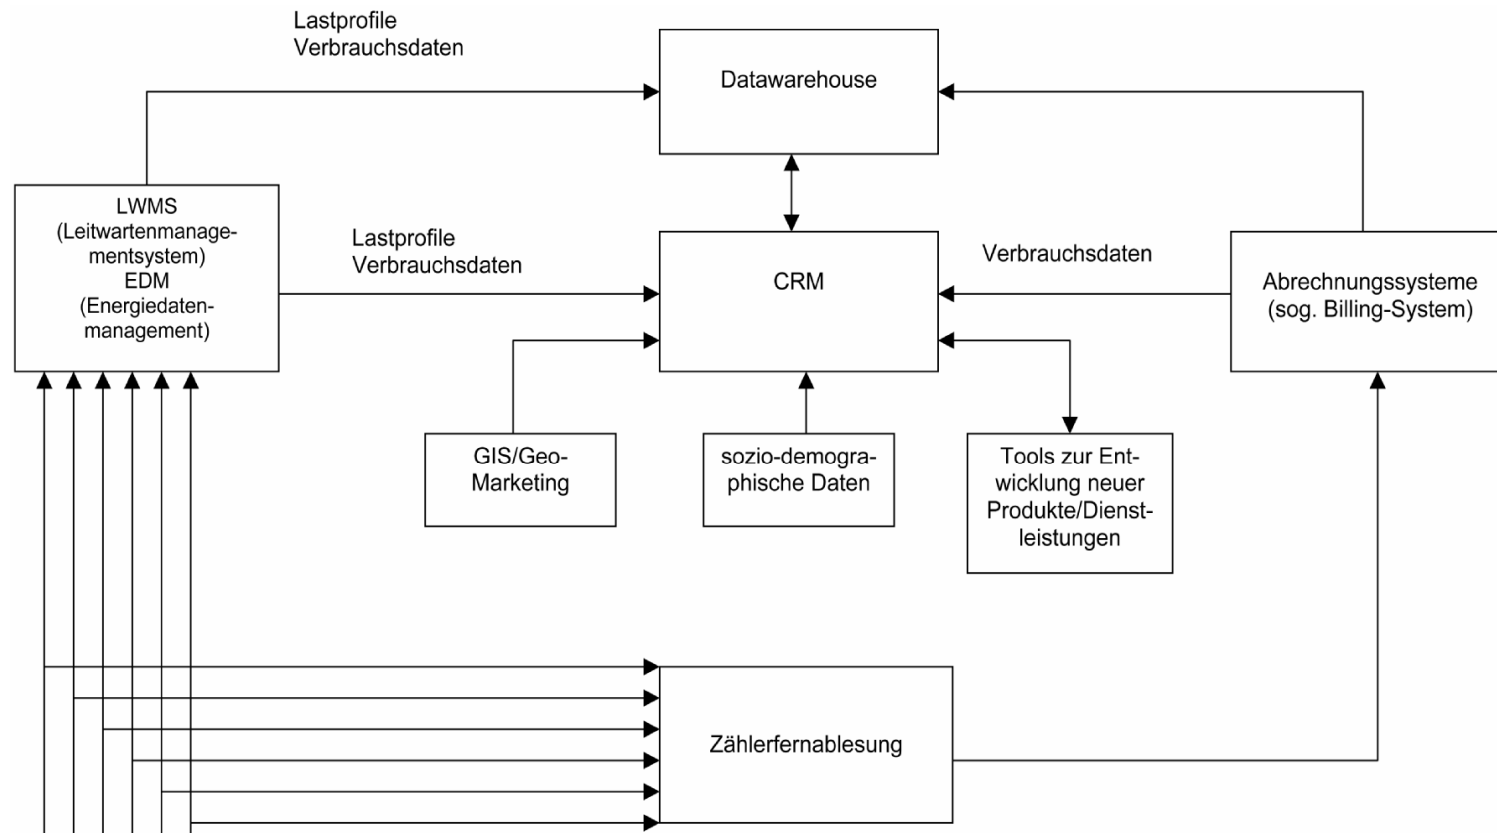 Lastprofile
Verbrauchsdaten
Datawarehouse
LWMS
(Leitwartenmanage-
mentsystem)
EDM
(Energiedaten-
management)
Lastprofile
Verbrauchsdaten
CRM
Verbrauchsdaten
Abrechnungssysteme
(sog. Billing-System)
GIS/Geo-
Marketing
sozio-demogra-
phische Daten
Tools zur Ent-
wicklung neuer
Produkte/Dienst-
leistungen
Zählerfernablesung